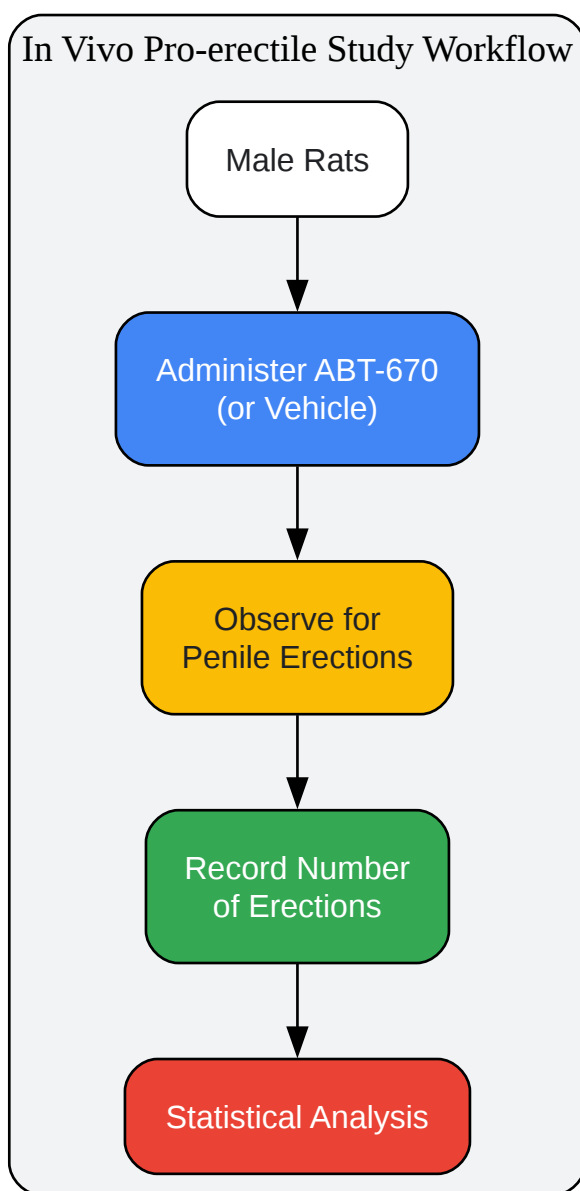 In Vivo Pro-erectile Study Workflow
Male Rats
Administer ABT-670
(or Vehicle)
Observe for
Penile Erections
Record Number
of Erections
Statistical Analysis